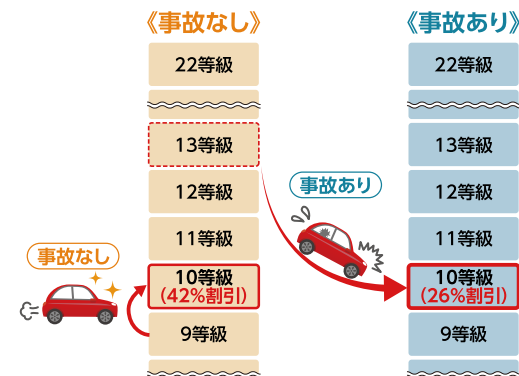 《事故なし》
《事故あり》
22等級
22等級
13等級
13等級
12等級
事故あり
12等級
11等級
11等級
事故なし
10等級
(42%割引)
10等級
(26%割引)
9等級
9等級